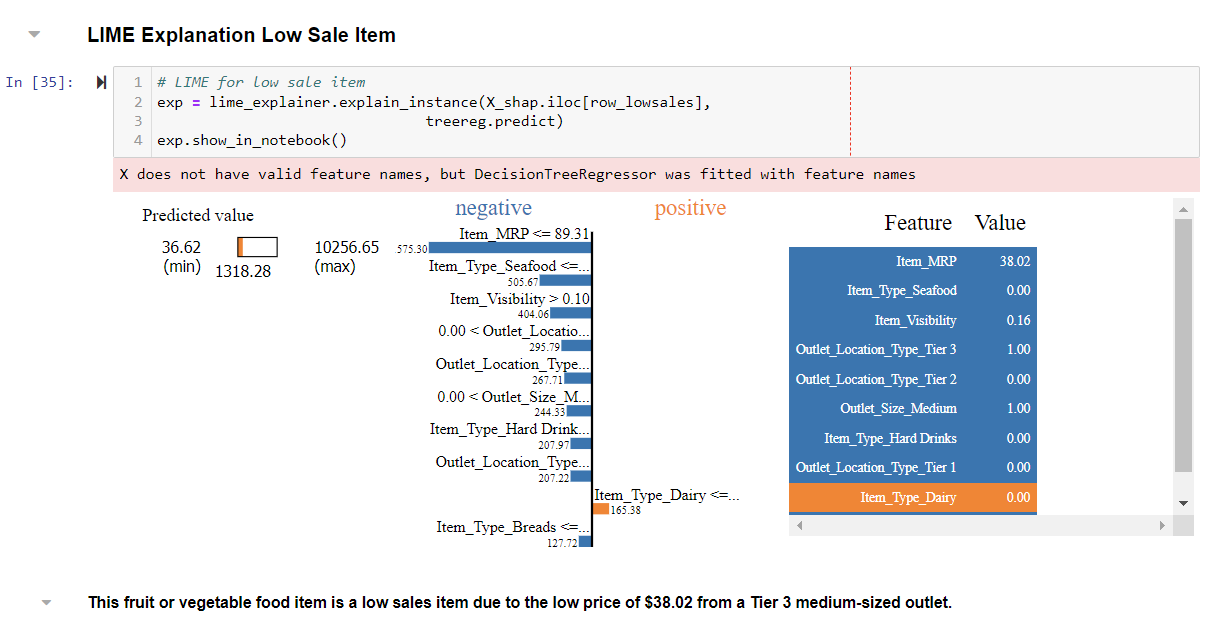 LIME Explanation Low Sale Item
In [35]:
1 # LIME for low sale item
2 exp = lime_explainer.explain_instance(X_shap.iloc[row_lowsales],
3 treereg.predict)
4 exp.show_in_notebook()
X does not have valid feature names, but DecisionTreeRegressor was fitted with feature names
Predicted value
36.62
(min)
1318.28
10256.65
(max)
negative
positive
Item_MRP <= 89.31
575.30
Item_Type_Seafood <=...
505.67
Item_Visibility > 0.10
404.06
0.00 < Outlet_Locatio...
295.79
Outlet_Location_Type...
267.71
0.00 < Outlet_Size_M...
244.33
Item_Type_Hard Drink...
207.97
Outlet_Location_Type...
207.22
Item_Type_Dairy <=...
165.38
Item_Type_Breads <=...
127.72
Feature Value
Item_MRP 38.02
Item_Type_Seafood 0.00
Item_Visibility 0.16
Outlet_Location_Type_Tier 3 1.00
Outlet_Location_Type_Tier 2 0.00
Outlet_Size_Medium 1.00
Item_Type_Hard Drinks 0.00
Outlet_Location_Type_Tier 1 0.00
Item_Type_Dairy 0.00
This fruit or vegetable food item is a low sales item due to the low price of $38.02 from a Tier 3 medium-sized outlet.